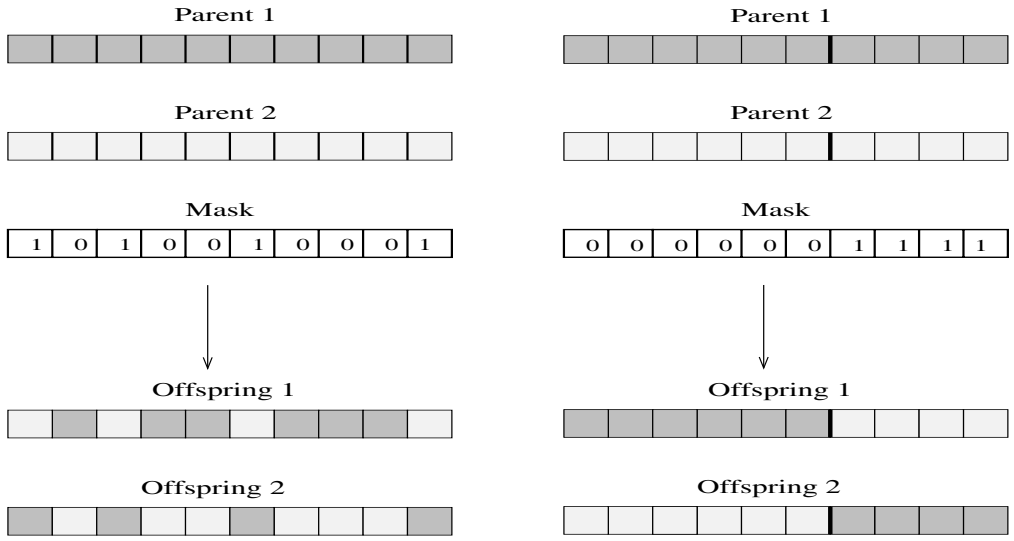 Parent 1
Parent 2
Mask
1 0 1 0 0 1 0 0 0 1
Offspring 1
Offspring 2
Parent 1
Parent 2
Mask
0 0 0 0 0 0 1 1 1 1
Offspring 1
Offspring 2